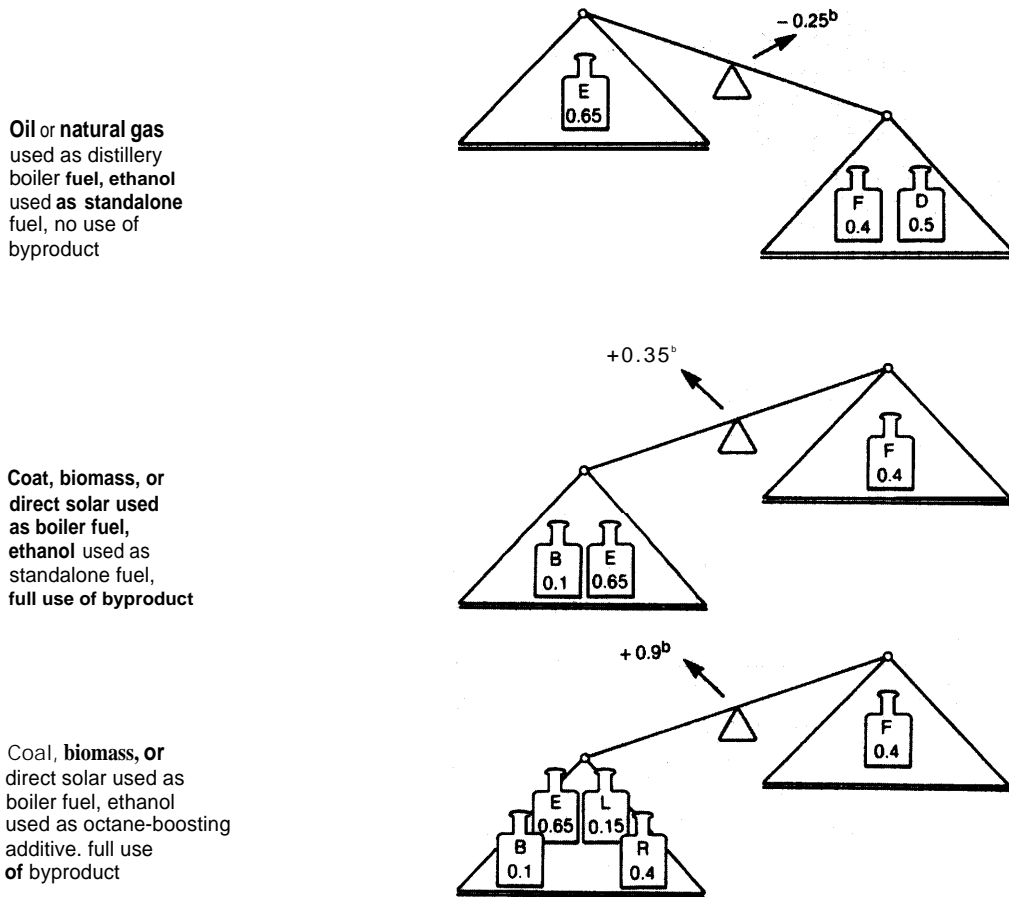 - 0.25b
E
0.65
Oil or natural gas
used as distillery
boiler fuel, ethanol
used as standalone
fuel, no use of
byproduct
F
0.4
D
0.5
+0.35b
F
0.4
Coat, biomass, or
direct solar used
as boiler fuel,
ethanol used as
standalone fuel,
full use of byproduct
B
0.1
E
0.65
+ 0.9b
F
0.4
Coal, biomass, or
direct solar used as
boiler fuel, ethanol
used as octane-boosting
additive. full use
of byproduct
E
0.65
L
0.15
B
0.1
R
0.4